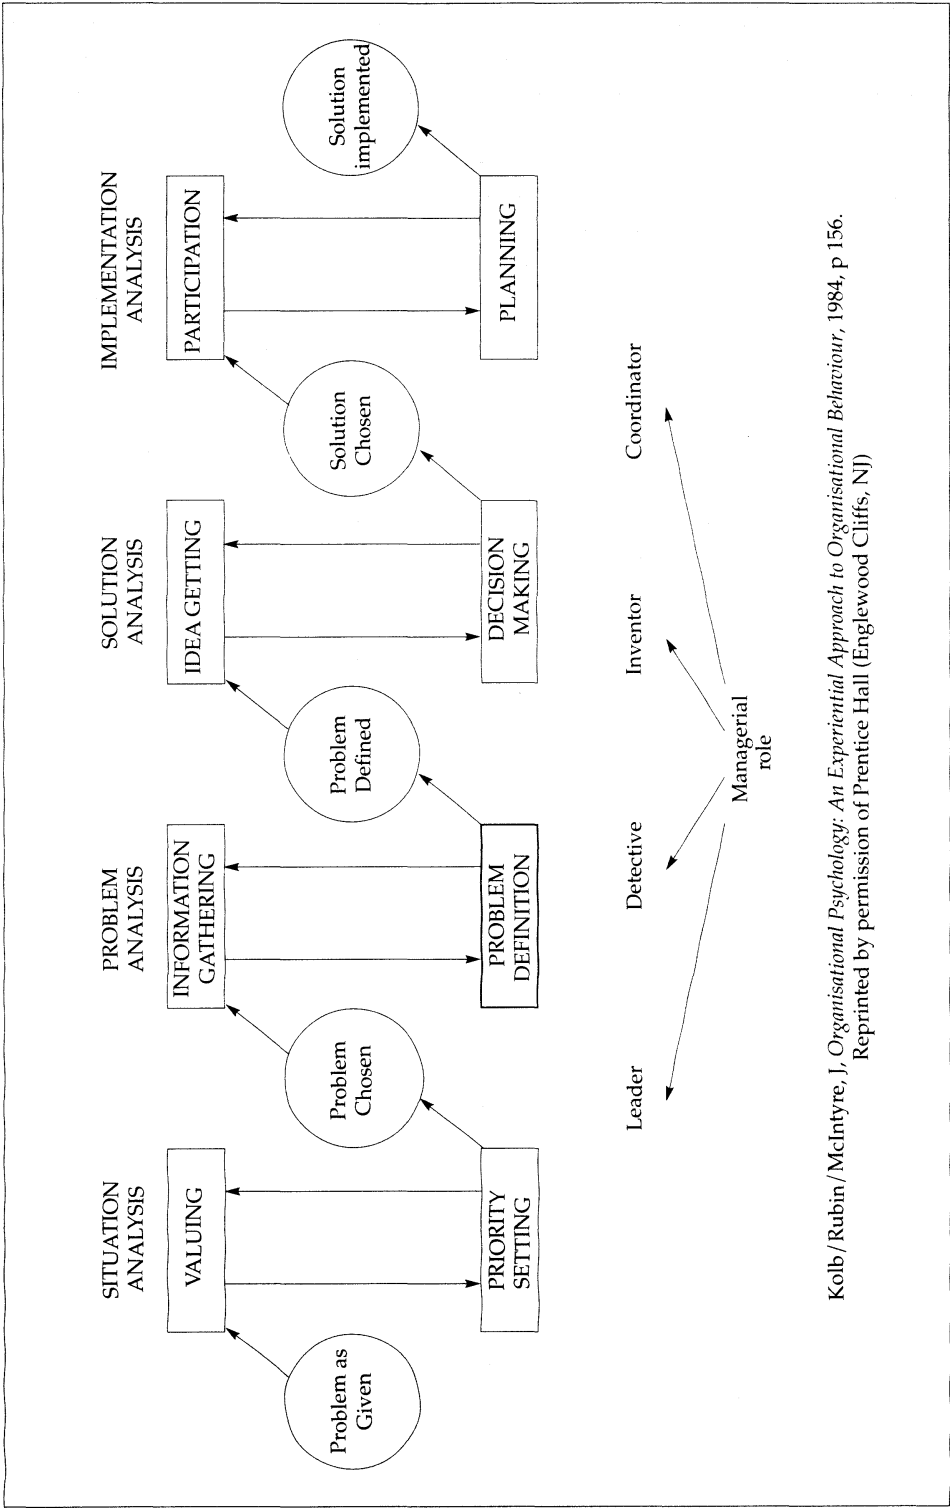 SITUATION
ANALYSIS
PROBLEM
ANALYSIS
SOLUTION
ANALYSIS
IMPLEMENTATION
ANALYSIS
VALUING
INFORMATION
GATHERING
IDEA GETTING
PARTICIPATION
Problem as
Given
Problem
Chosen
Problem
Defined
Solution
Chosen
Solution
implemented
PRIORITY
SETTING
PROBLEM
DEFINITION
DECISION
MAKING
PLANNING
Leader
Detective
Inventor
Coordinator
Managerial
role
Kolb/Rubin/McIntyre, J, Organisational Psychology: An Experiential Approach to Organisational Behaviour, 1984, p 156.
Reprinted by permission of Prentice Hall (Englewood Cliffs, NJ)